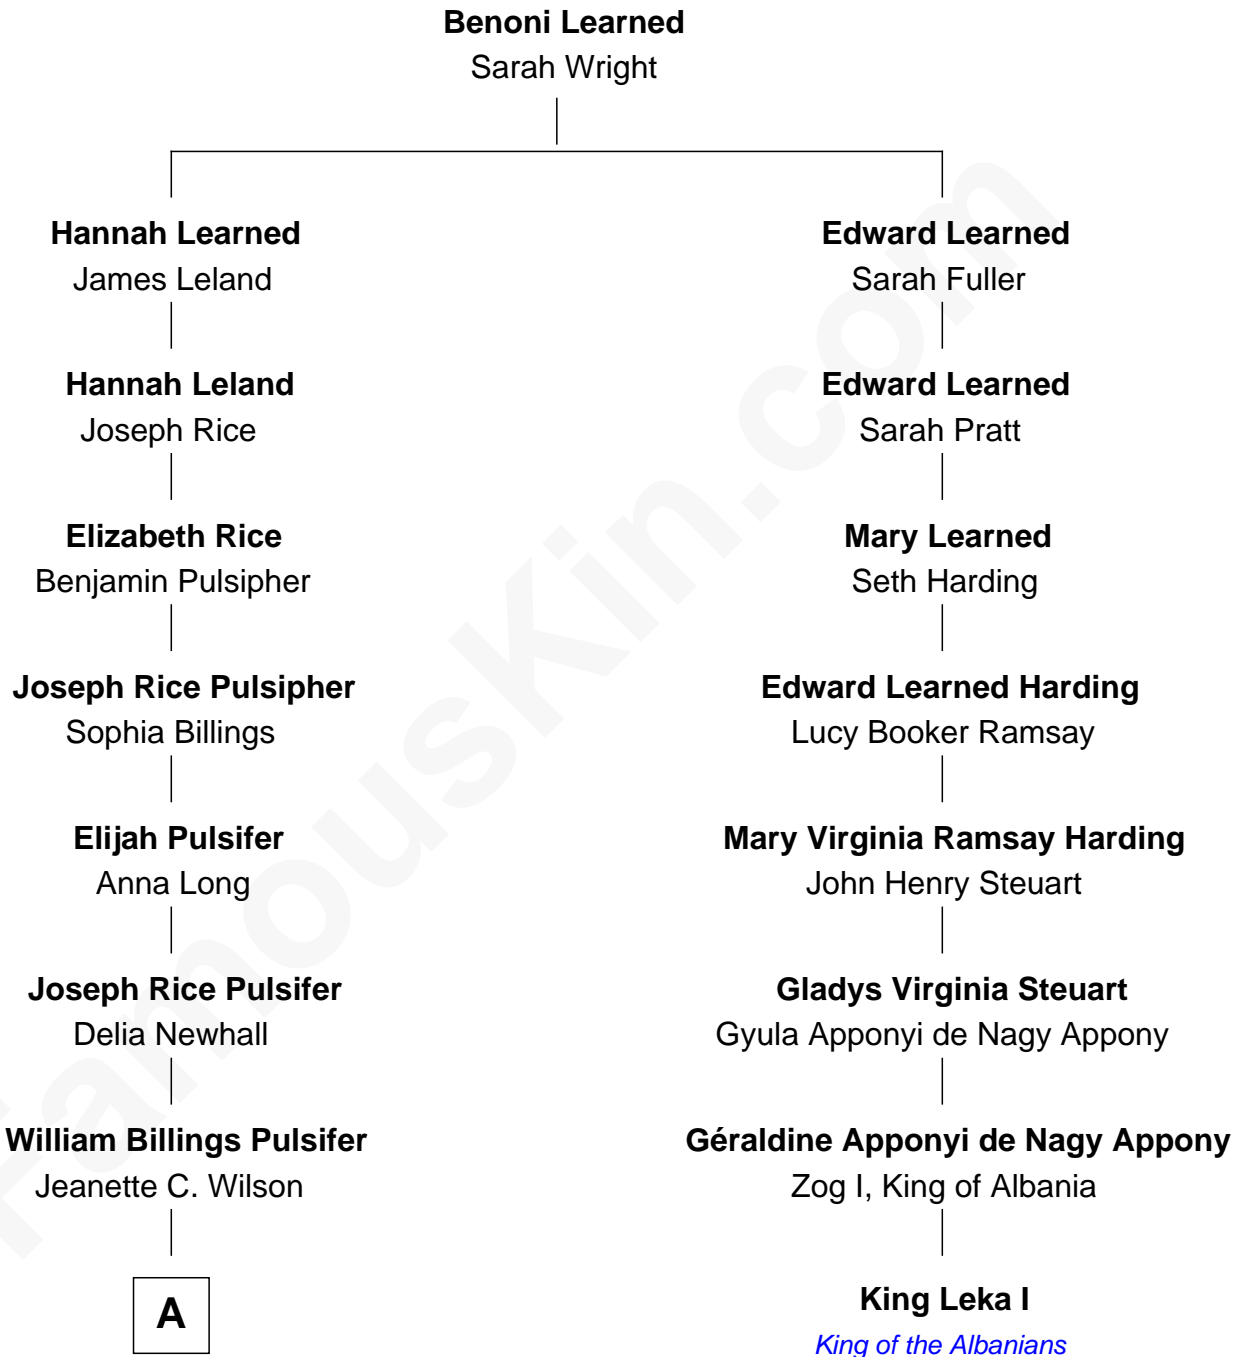 Benoni Learned
Sarah Wright
Hannah Learned
James Leland
Edward Learned
Sarah Fuller
Hannah Leland
Joseph Rice
Edward Learned
Sarah Pratt
Elizabeth Rice
Benjamin Pulsipher
Mary Learned
Seth Harding
Joseph Rice Pulsipher
Sophia Billings
Edward Learned Harding
Lucy Booker Ramsay
Elijah Pulsifer
Anna Long
Mary Virginia Ramsay Harding
John Henry Steuart
Joseph Rice Pulsifer
Delia Newhall
Gladys Virginia Steuart
Gyula Apponyi de Nagy Appony
William Billings Pulsifer
Jeanette C. Wilson
Géraldine Apponyi de Nagy Appony
Zog I, King of Albania
A
King Leka I
King of the Albanians
FamousKin.com